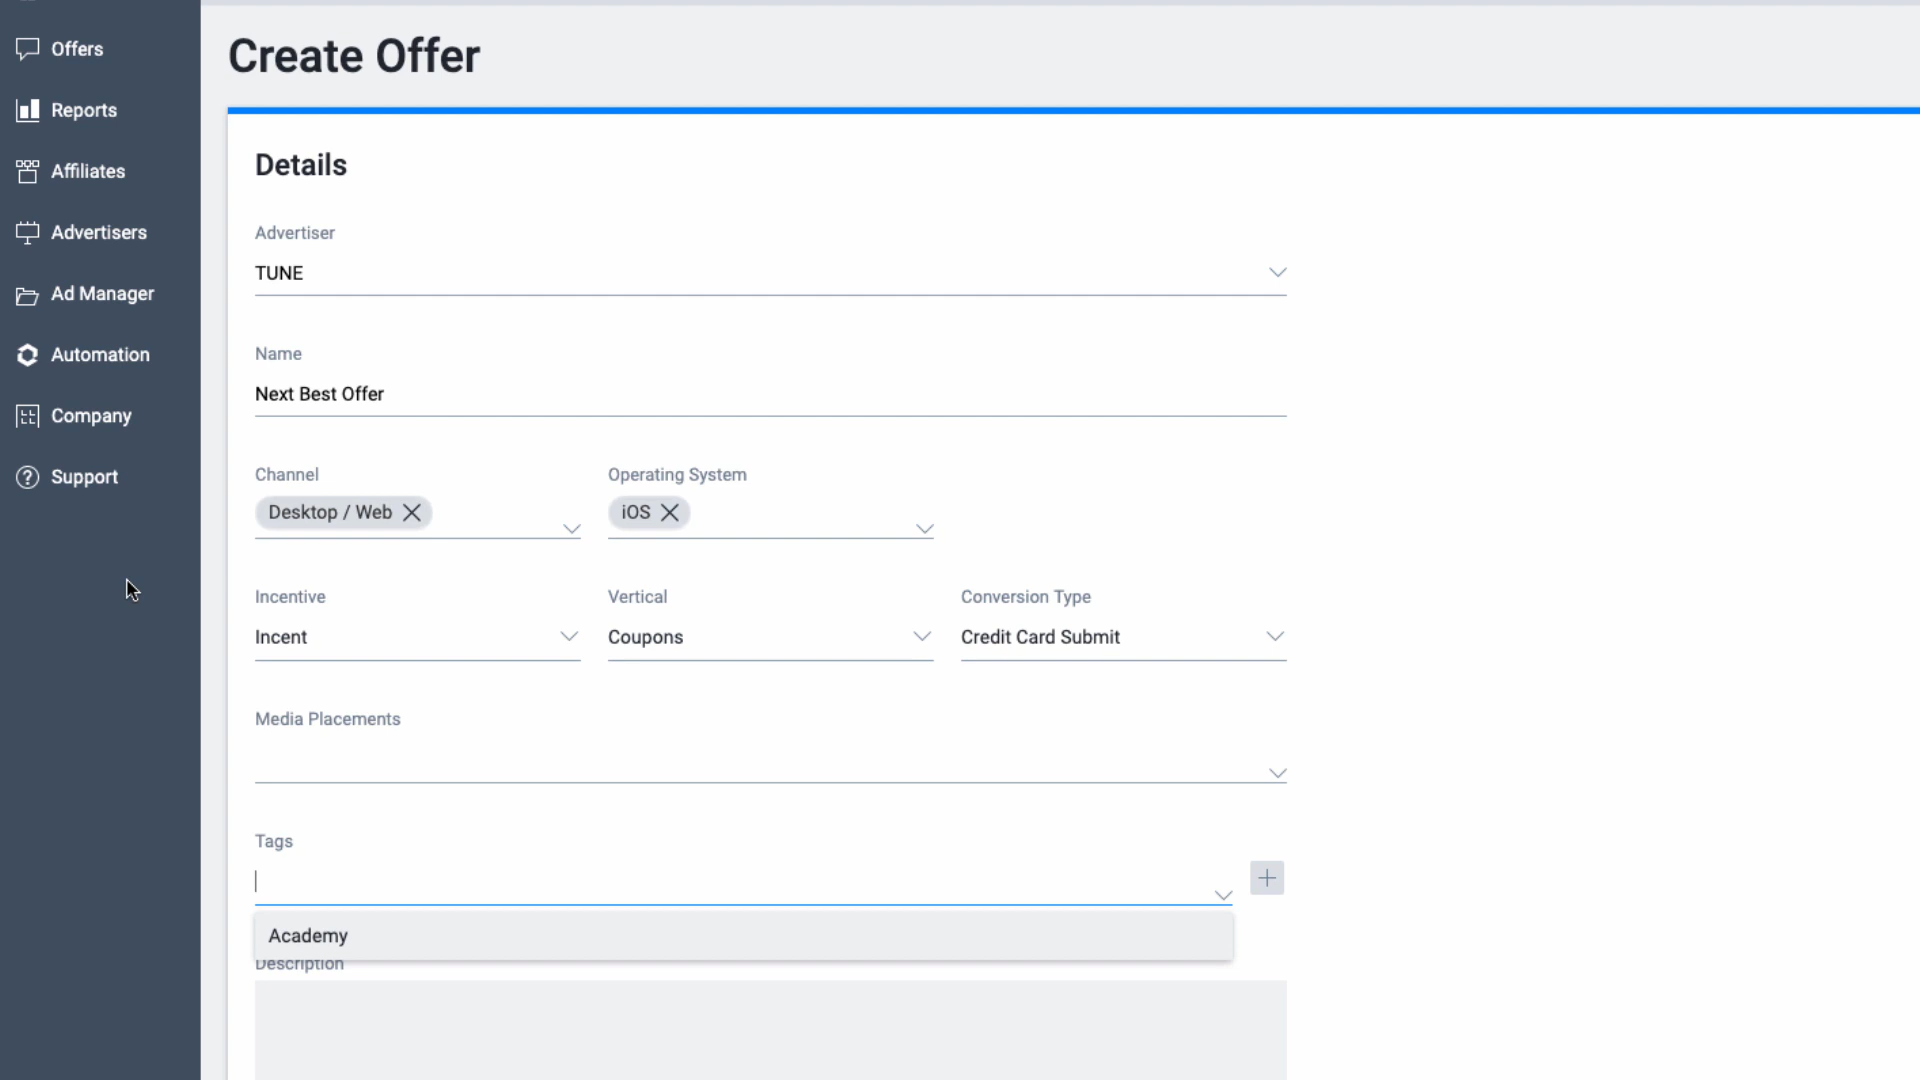 Offers
Reports
Affiliates
Advertisers
Ad Manager
Automation
Company
Support
Create Offer
Details
Advertiser
TUNE
Name
Next Best Offer
Channel Operating System
Desktop / Web iOS
Incentive Vertical Conversion Type
Incent Coupons Credit Card Submit
Media Placements
Tags
Academy
Description